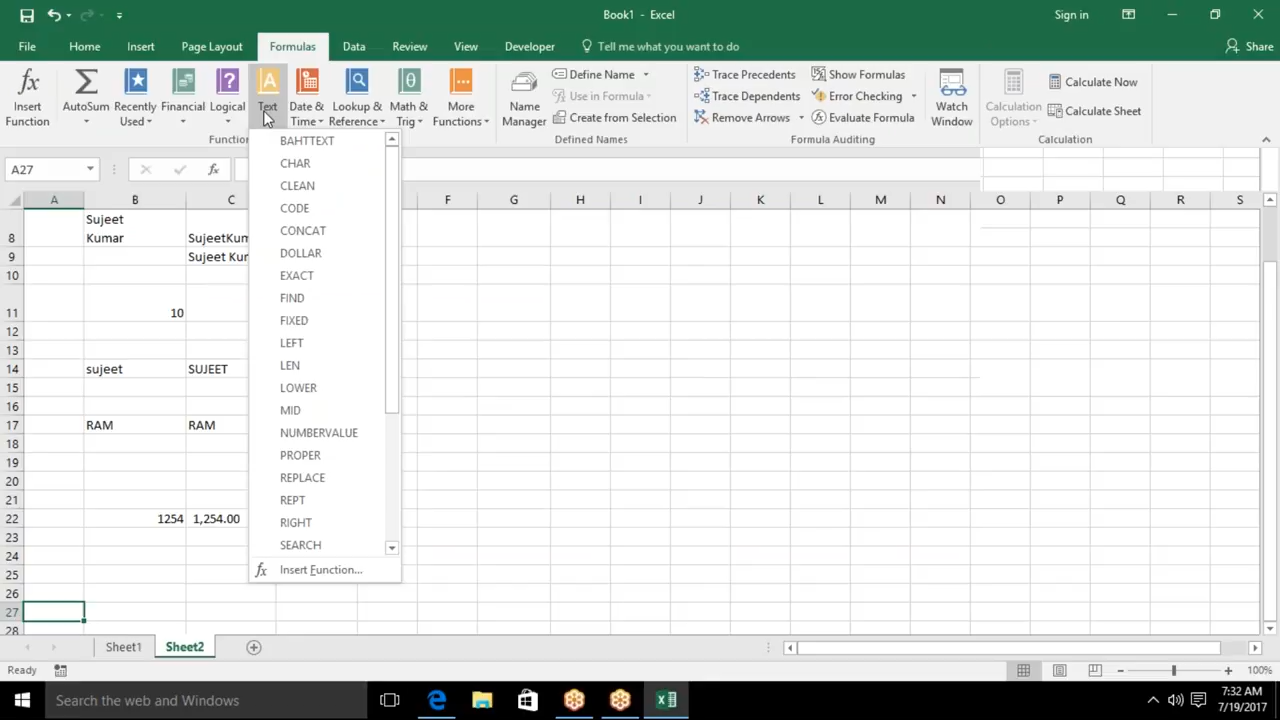 Book1 - Excel
Sign in
File Home Insert Page Layout Formulas Data Review View Developer Tell me what you want to do Share
Insert Function
AutoSum
Recently Used
Financial
Logical
Text
Date & Time
Lookup & Reference
Math & Trig
More Functions
Name Manager
Define Name
Use in Formula
Create from Selection
Defined Names
Trace Precedents
Trace Dependents
Remove Arrows
Show Formulas
Error Checking
Evaluate Formula
Formula Auditing
Watch Window
Calculation Options
Calculate Now
Calculate Sheet
Calculation
A27
fx
A B C F G H I J K L M N O P Q R S
8 Sujeet Kumar SujeetKum
9 Sujeet Kur
10
11 10
12
13
14 sujeet SUJEET
15
16
17 RAM RAM
18
19
20
21
22 1254 1,254.00
23
24
25
26
27
28
BAHTTEXT
CHAR
CLEAN
CODE
CONCAT
DOLLAR
EXACT
FIND
FIXED
LEFT
LEN
LOWER
MID
NUMBERVALUE
PROPER
REPLACE
REPT
RIGHT
SEARCH
fx Insert Function...
Sheet1 Sheet2
Ready
100%
Search the web and Windows
7:32 AM
7/19/2017